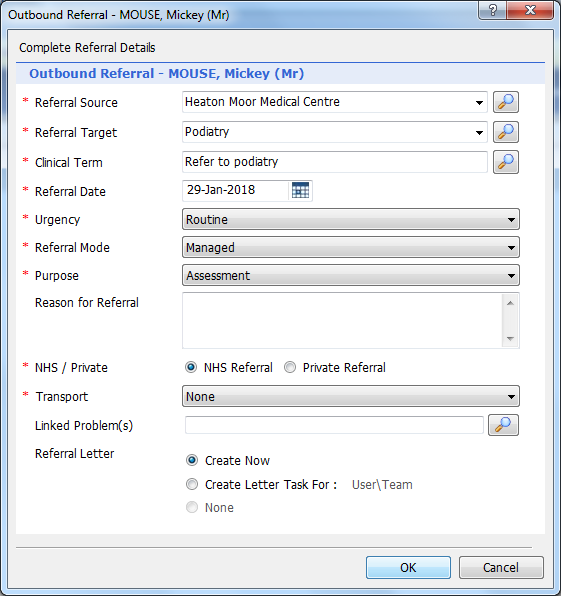 Outbound Referral - MOUSE, Mickey (Mr)
Complete Referral Details
Outbound Referral - MOUSE, Mickey (Mr)
* Referral Source Heaton Moor Medical Centre
* Referral Target Podiatry
* Clinical Term Refer to podiatry
* Referral Date 29-Jan-2018
* Urgency Routine
* Referral Mode Managed
* Purpose Assessment
Reason for Referral
* NHS / Private NHS Referral Private Referral
* Transport None
Linked Problem(s)
Referral Letter Create Now
Create Letter Task For : User\Team
None
OK Cancel